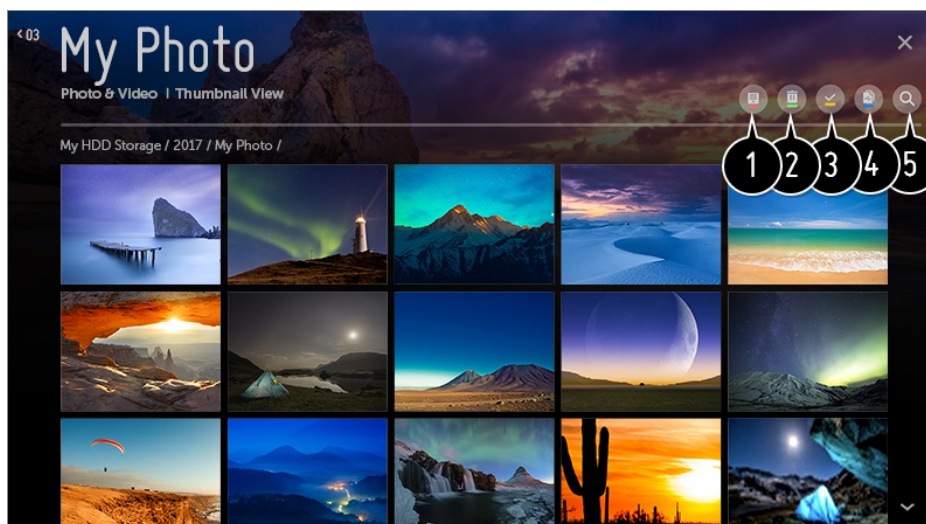 03
My Photo
Photo & Video | Thumbnail View
My HDD Storage / 2017 / My Photo /
1 2 3 4 5